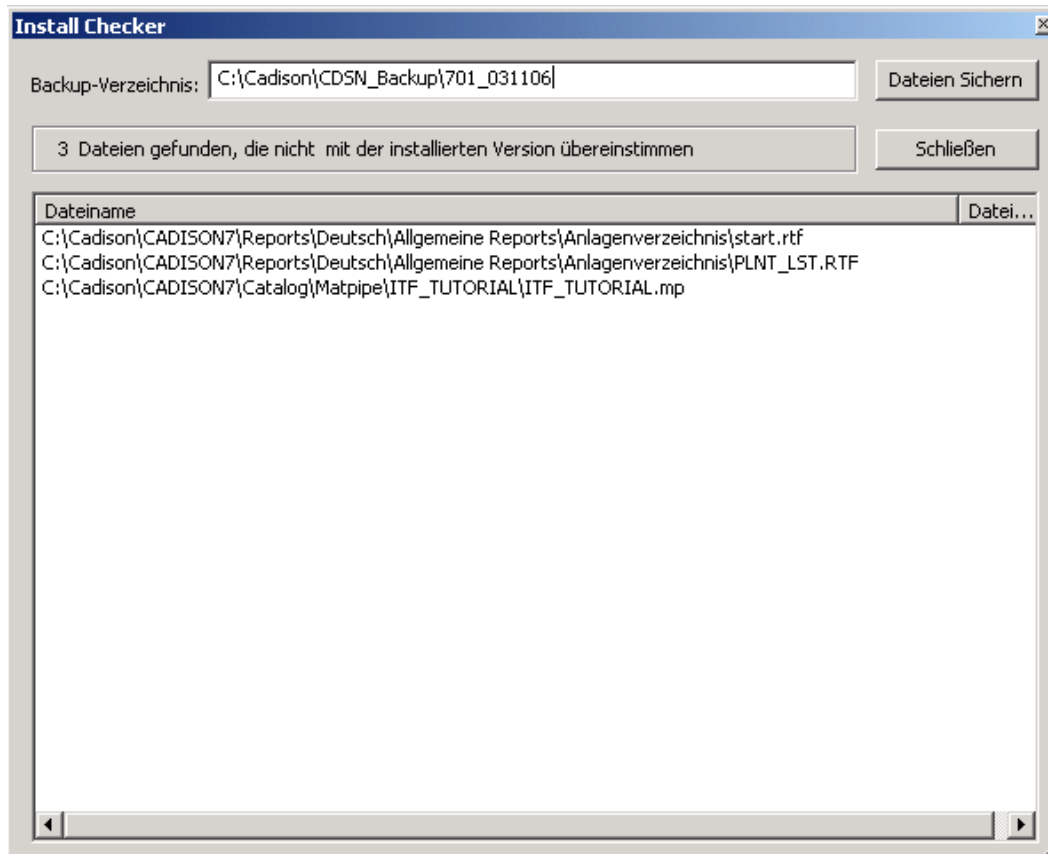 Install Checker
Backup-Verzeichnis: C:\Cadison\CDSN_Backup\701_031106 Dateien Sichern
3 Dateien gefunden, die nicht mit der installierten Version übereinstimmen Schließen
Dateiname Datei...
C:\Cadison\CADISON7\Reports\Deutsch\Allgemeine Reports\Anlagenverzeichnis\start.rtf
C:\Cadison\CADISON7\Reports\Deutsch\Allgemeine Reports\Anlagenverzeichnis\PLNT_LST.RTF
C:\Cadison\CADISON7\Catalog\Matpipe\ITF_TUTORIAL\ITF_TUTORIAL.mp